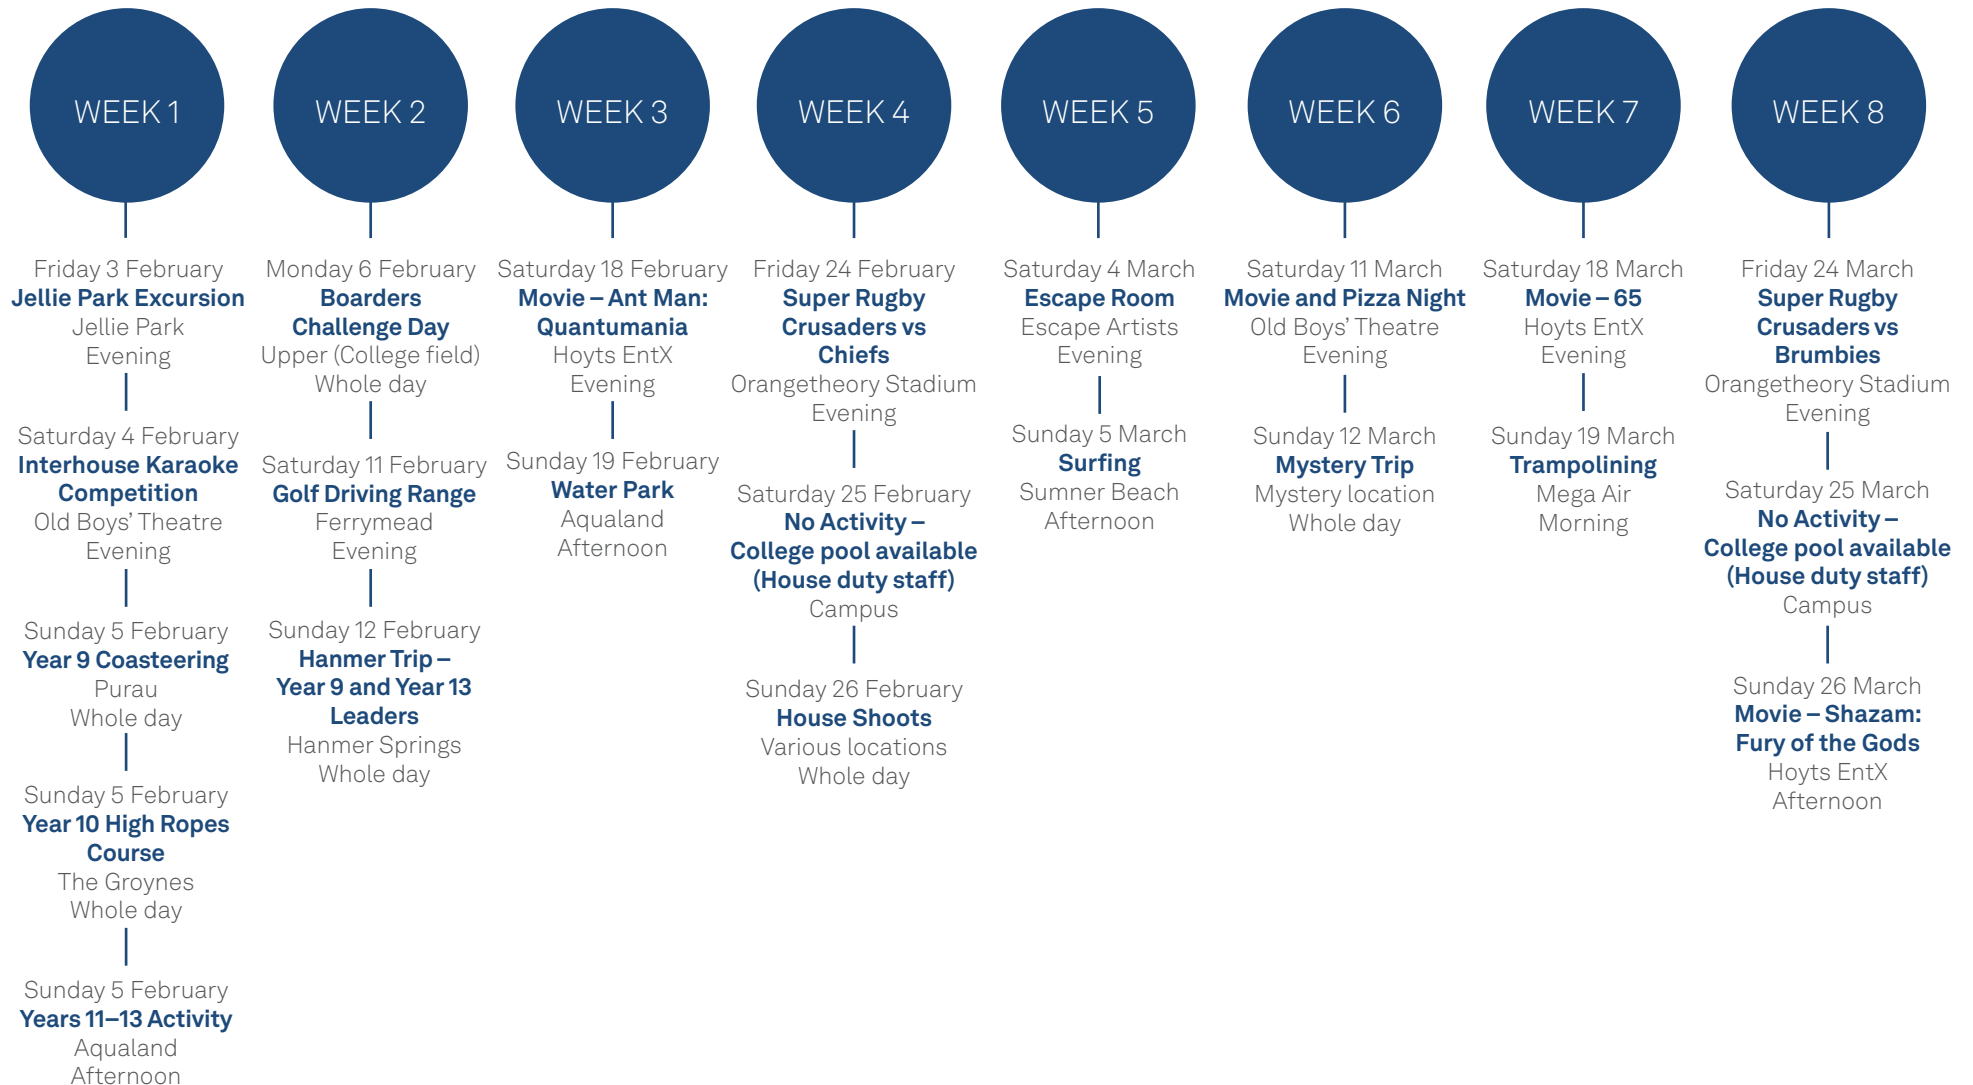 WEEK 1
Friday 3 February
Jellie Park Excursion
Jellie Park
Evening
Saturday 4 February
Interhouse Karaoke
Competition
Old Boys' Theatre
Evening
Sunday 5 February
Year 9 Coasteering
Purau
Whole day
Sunday 5 February
Year 10 High Ropes
Course
The Groynes
Whole day
Sunday 5 February
Years 11–13 Activity
Aqualand
Afternoon
WEEK 2
Monday 6 February
Boarders
Challenge Day
Upper (College field)
Whole day
Saturday 11 February
Golf Driving Range
Ferrymead
Evening
Sunday 12 February
Hanmer Trip –
Year 9 and Year 13
Leaders
Hanmer Springs
Whole day
WEEK 3
Saturday 18 February
Movie – Ant Man:
Quantumania
Hoyts EntX
Evening
Sunday 19 February
Water Park
Aqualand
Afternoon
WEEK 4
Friday 24 February
Super Rugby
Crusaders vs
Chiefs
Orangetheory Stadium
Evening
Saturday 25 February
No Activity –
College pool available
(House duty staff)
Campus
Sunday 26 February
House Shoots
Various locations
Whole day
WEEK 5
Saturday 4 March
Escape Room
Escape Artists
Evening
Sunday 5 March
Surfing
Sumner Beach
Afternoon
WEEK 6
Saturday 11 March
Movie and Pizza Night
Old Boys' Theatre
Evening
Sunday 12 March
Mystery Trip
Mystery location
Whole day
WEEK 7
Saturday 18 March
Movie – 65
Hoyts EntX
Evening
Sunday 19 March
Trampolining
Mega Air
Morning
WEEK 8
Friday 24 March
Super Rugby
Crusaders vs
Brumbies
Orangetheory Stadium
Evening
Saturday 25 March
No Activity –
College pool available
(House duty staff)
Campus
Sunday 26 March
Movie – Shazam:
Fury of the Gods
Hoyts EntX
Afternoon